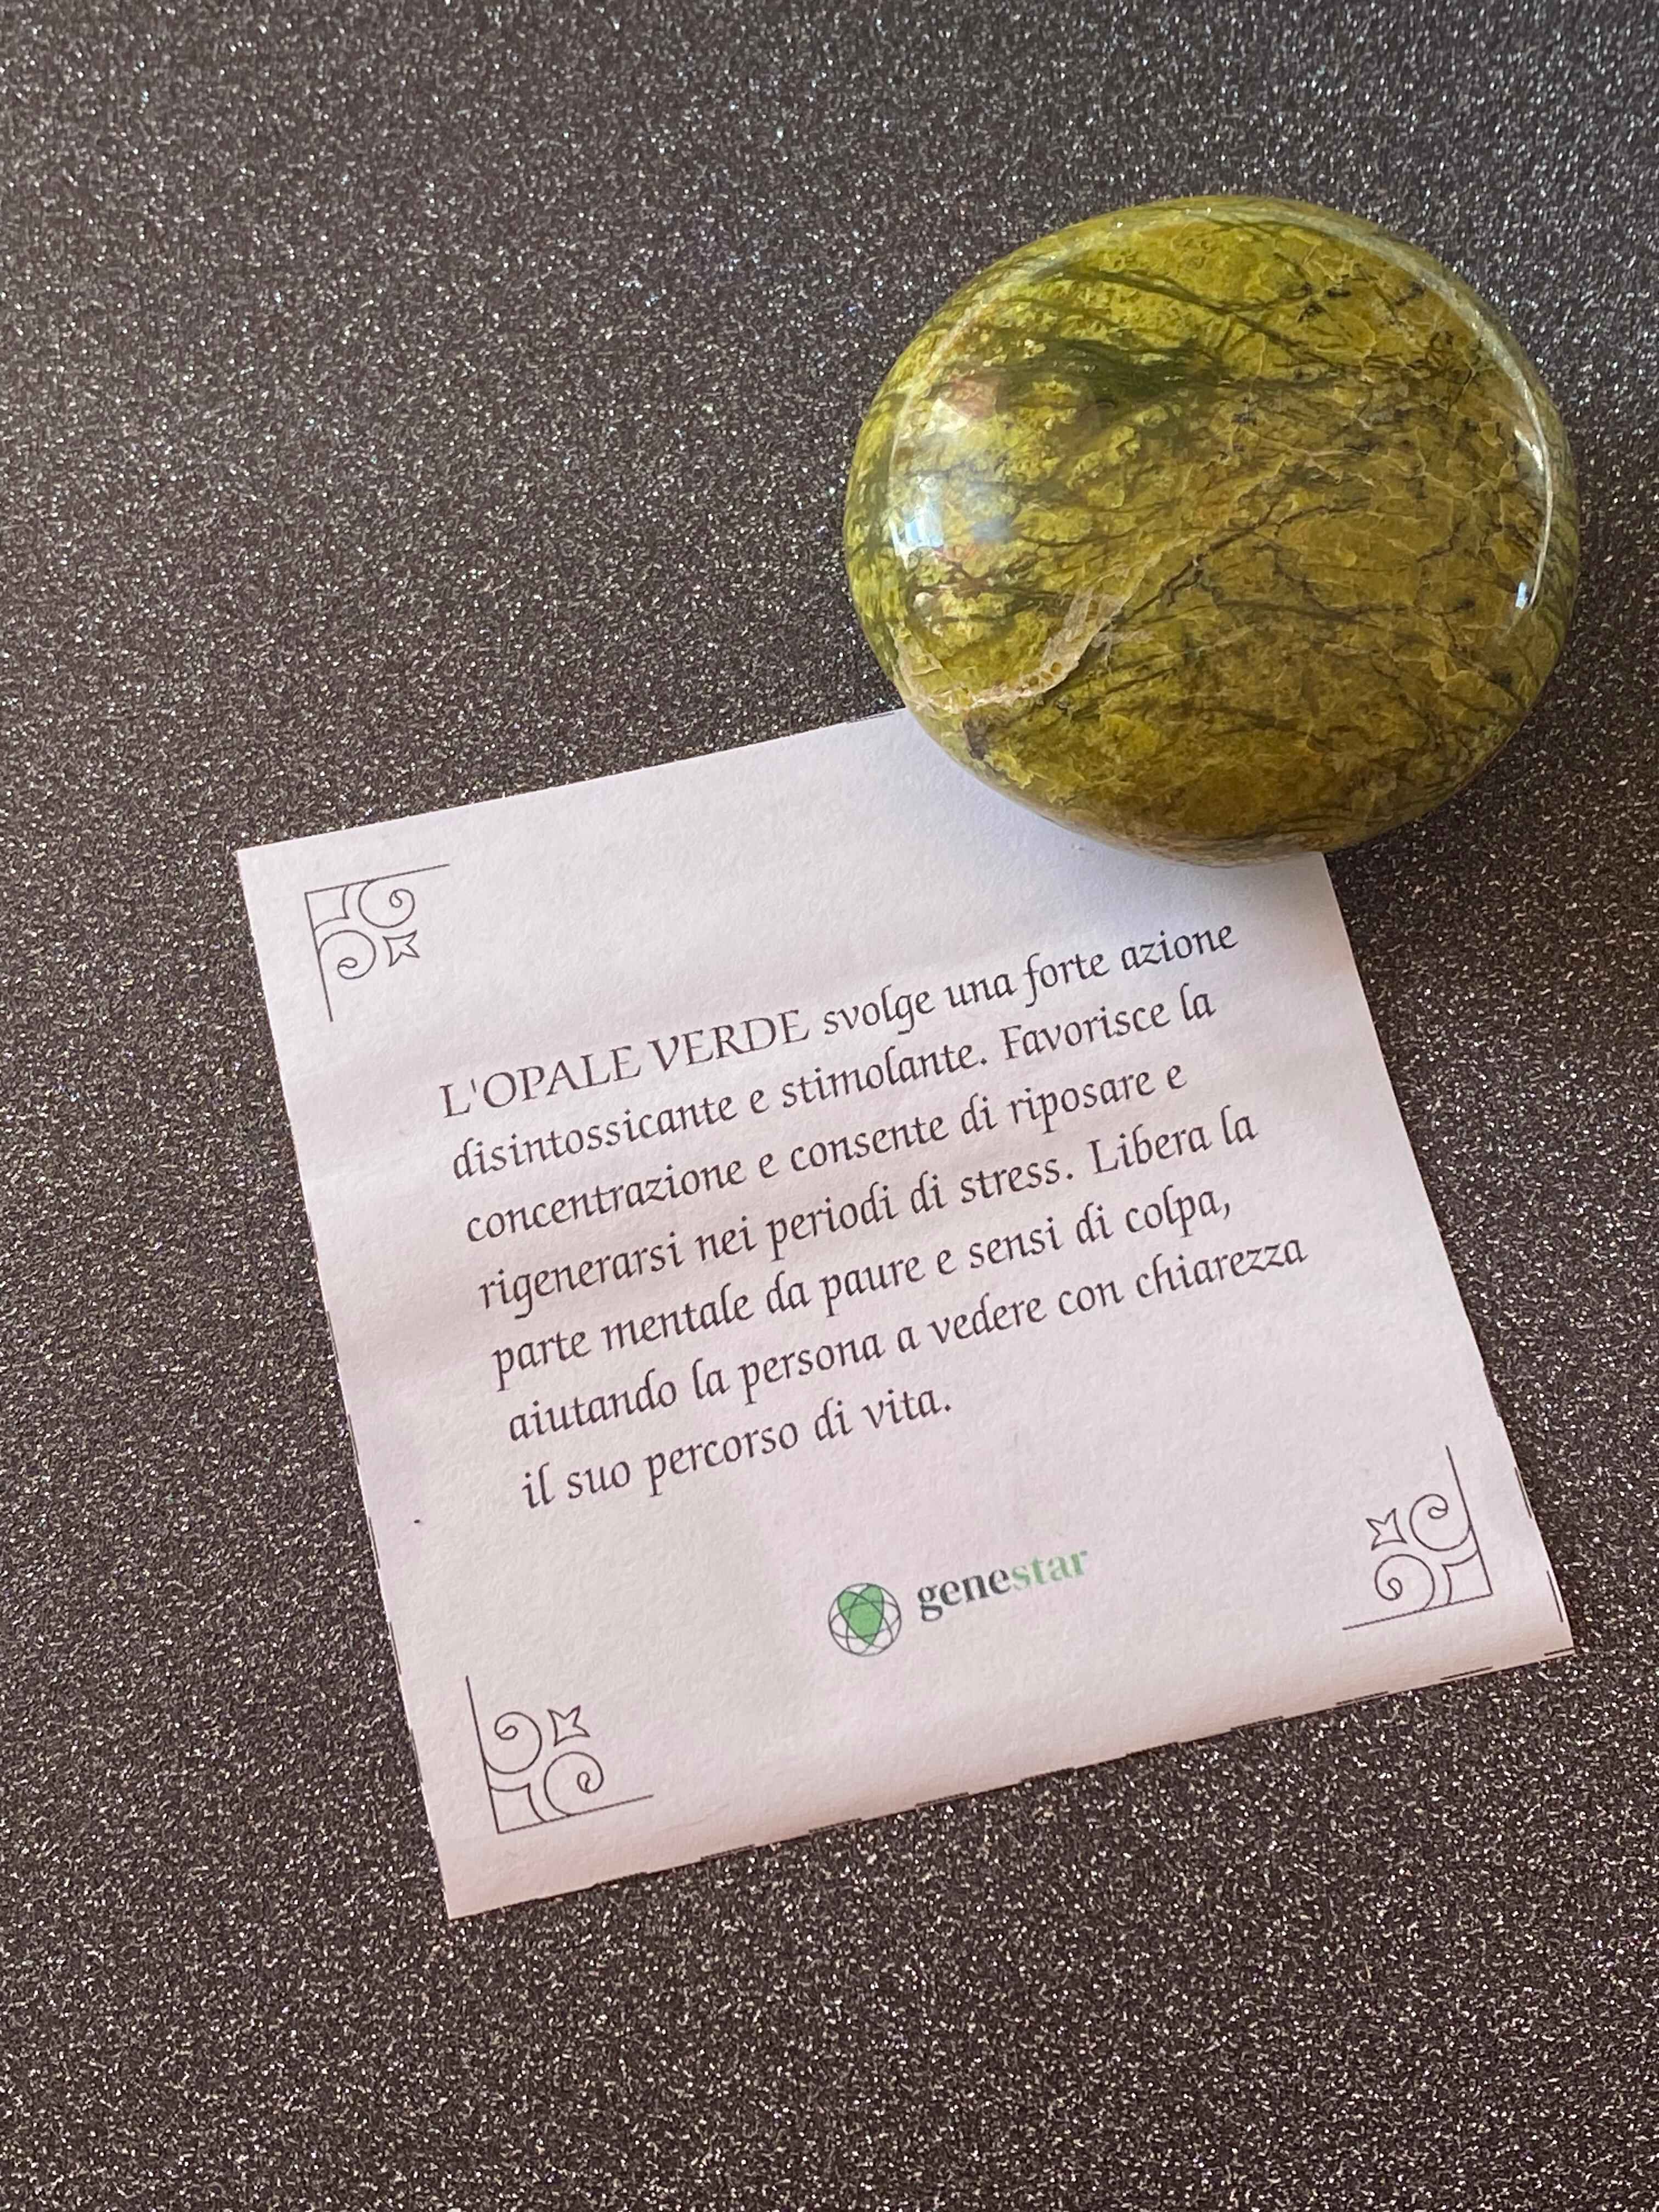 L'OPALE VERDE svolge una forte azione
disintossicante e stimolante. Favorisce la
concentrazione e consente di riposare e
rigenerarsi nei periodi di stress. Libera la
parte mentale da paure e sensi di colpa,
aiutando la persona a vedere con chiarezza
il suo percorso di vita.
genestar